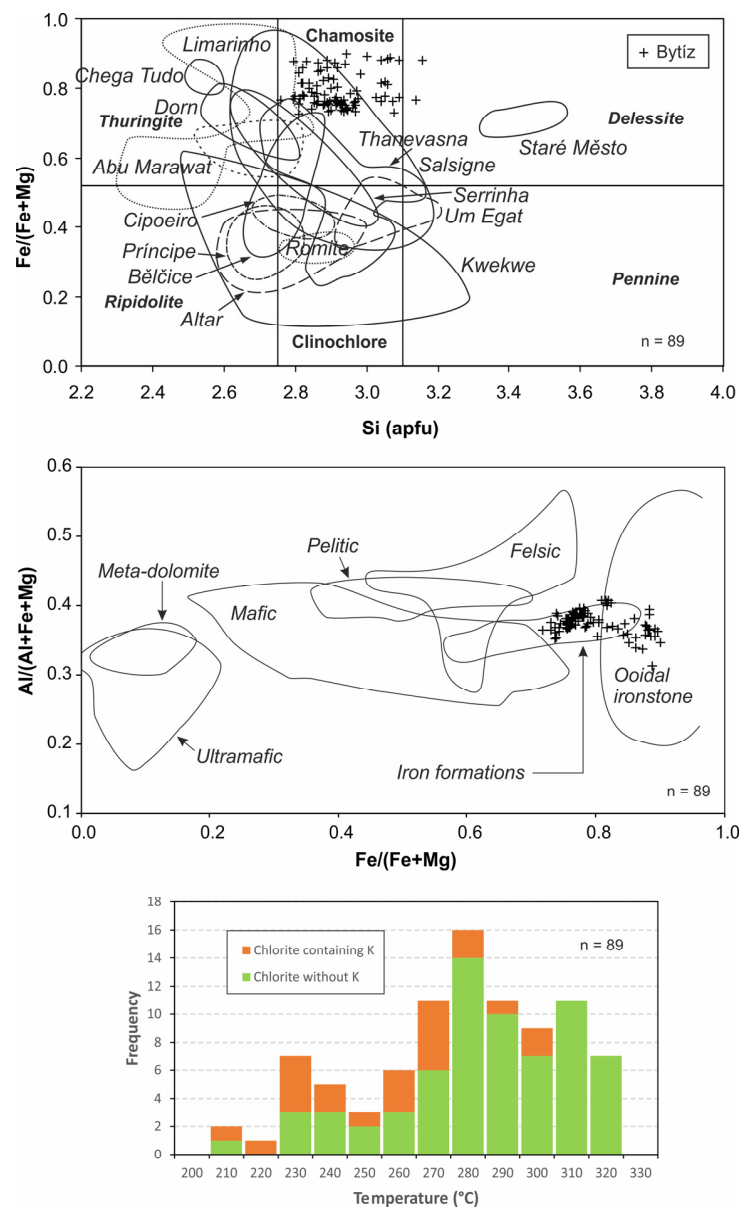 1.0
0.8
0.6
0.4
0.2
0.0
Fe/(Fe+Mg)
Limarinho
Chamosite
+ Bytíz
Chega Tudo
Dorn
Thuringite
Delessite
Thanevasna
Staré Město
Abu Marawat
Salsigne
Serrinha
Cipoeiro
Um Egat
Príncipe
Romite
Bělčice
Kwekwe
Pennine
Ripidolite
Altar
Clinochlore
n = 89
2.2 2.4 2.6 2.8 3.0 3.2 3.4 3.6 3.8 4.0
Si (apfu)
0.6
0.5
0.4
0.3
0.2
0.1
Al/(Al+Fe+Mg)
Pelitic
Felsic
Meta-dolomite
Mafic
Ooidal
ironstone
Ultramafic
Iron formations
n = 89
0.0 0.2 0.4 0.6 0.8 1.0
Fe/(Fe+Mg)
18
16
14
12
10
8
6
4
2
0
Frequency
Chlorite containing K
Chlorite without K
n = 89
200 210 220 230 240 250 260 270 280 290 300 310 320 330
Temperature (°C)